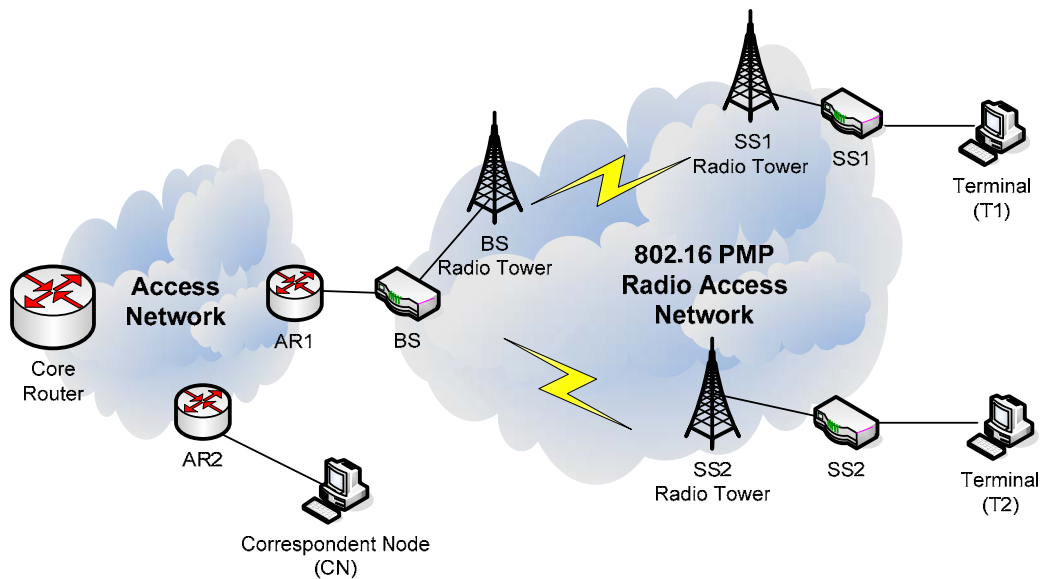 SS1
Radio Tower
SS1
Terminal
(T1)
BS
Radio Tower
802.16 PMP
Radio Access
Network
Access
Network
Core
Router
AR1
BS
AR2
SS2
Radio Tower
SS2
Terminal
(T2)
Correspondent Node
(CN)